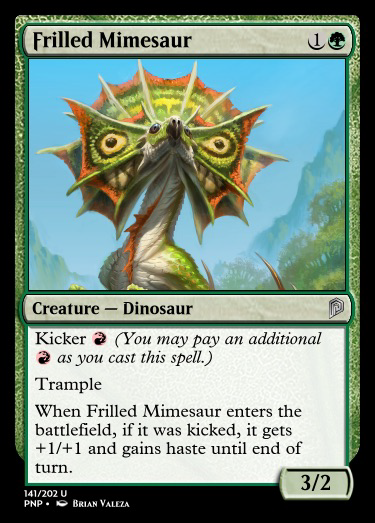 Frilled Mimesaur 1
Creature — Dinosaur
Kicker (You may pay an additional
as you cast this spell.)
Trample
When Frilled Mimesaur enters the
battlefield, if it was kicked, it gets
+1/+1 and gains haste until end of
turn.
3/2
141/202 U
PNP • Brian Valeza